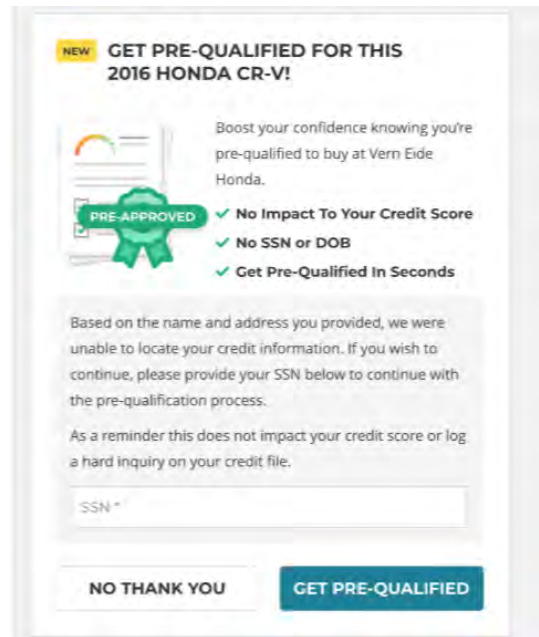 NEW GET PRE-QUALIFIED FOR THIS
2016 HONDA CR-V!
Boost your confidence knowing you're
pre-qualified to buy at Vern Eide
Honda.
PRE-APPROVED
✓ No Impact To Your Credit Score
✓ No SSN or DOB
✓ Get Pre-Qualified In Seconds
Based on the name and address you provided, we were
unable to locate your credit information. If you wish to
continue, please provide your SSN below to continue with
the pre-qualification process.
As a reminder this does not impact your credit score or log
a hard inquiry on your credit file.
SSN *
NO THANK YOU
GET PRE-QUALIFIED